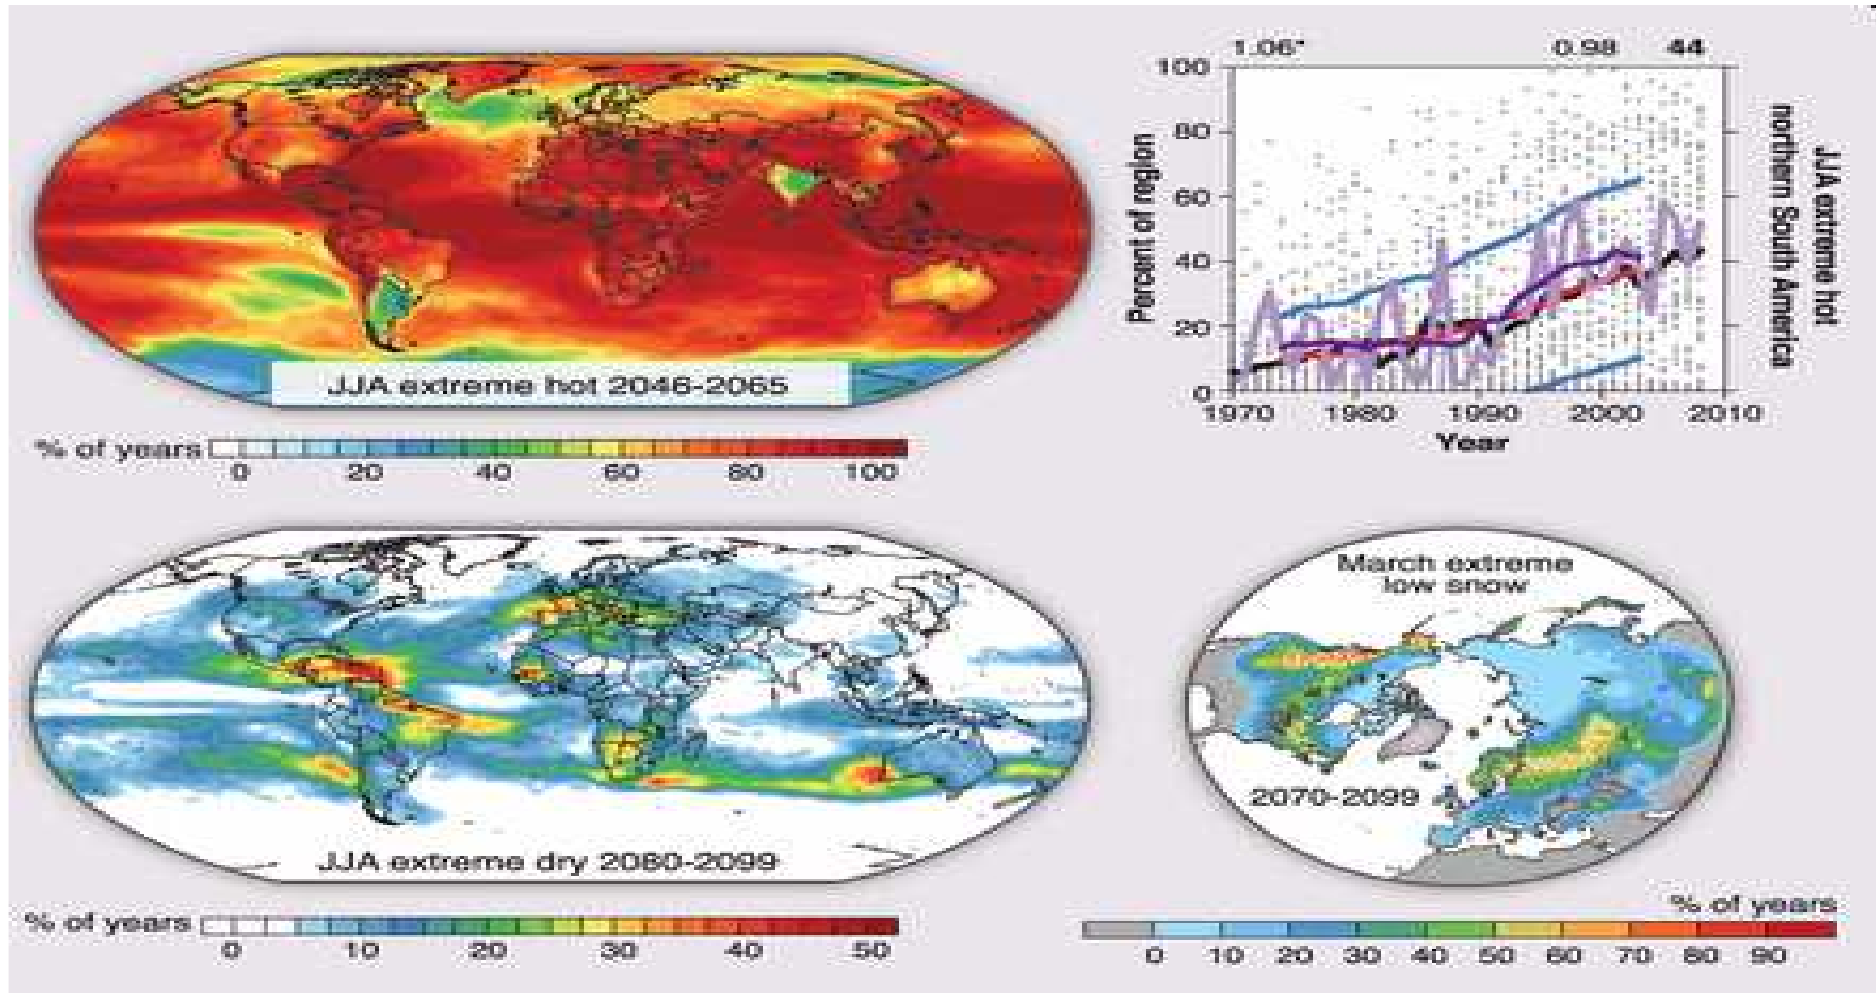 1.06* 0.98 44
100
80
60
40
20
0
Percent of region
1970 1980 1990 2000 2010
Year
JJA extreme hot
northern South America
JJA extreme hot 2046-2065
% of years
0 20 40 60 80 100
JJA extreme dry 2080-2099
% of years
0 10 20 30 40 50
March extreme
low snow
2070-2099
% of years
0 10 20 30 40 50 60 70 80 90